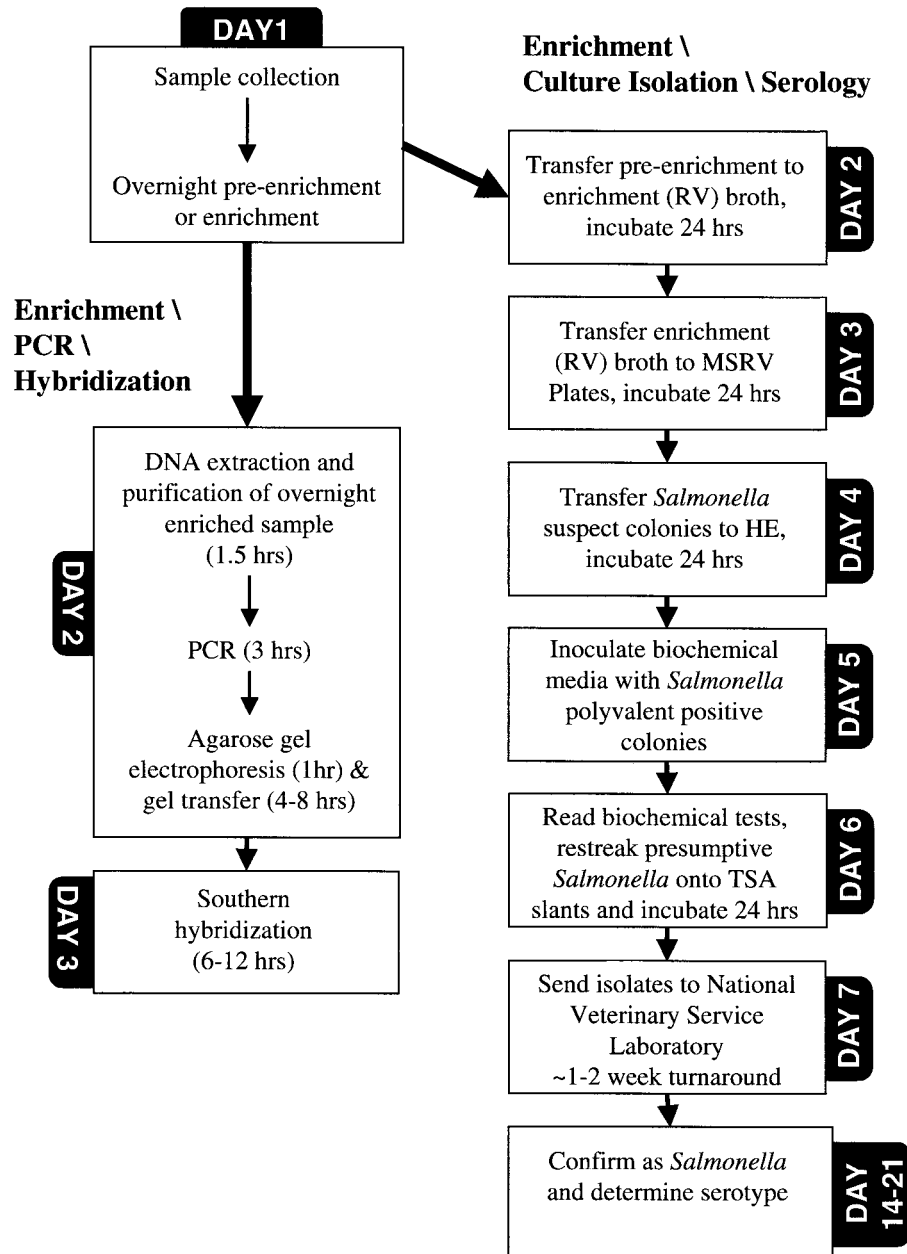 DAY1
Sample collection
Overnight pre-enrichment
or enrichment
Enrichment \
PCR \
Hybridization
DAY 2
DNA extraction and
purification of overnight
enriched sample
(1.5 hrs)
PCR (3 hrs)
Agarose gel
electrophoresis (1hr) &
gel transfer (4-8 hrs)
DAY 3
Southern
hybridization
(6-12 hrs)
Enrichment \
Culture Isolation \ Serology
Transfer pre-enrichment to
enrichment (RV) broth,
incubate 24 hrs
DAY 2
Transfer enrichment
(RV) broth to MSRV
Plates, incubate 24 hrs
DAY 3
Transfer Salmonella
suspect colonies to HE,
incubate 24 hrs
DAY 4
Inoculate biochemical
media with Salmonella
polyvalent positive
colonies
DAY 5
Read biochemical tests,
restreak presumptive
Salmonella onto TSA
slants and incubate 24 hrs
DAY 6
Send isolates to National
Veterinary Service
Laboratory
~1-2 week turnaround
DAY 7
Confirm as Salmonella
and determine serotype
DAY
14-21